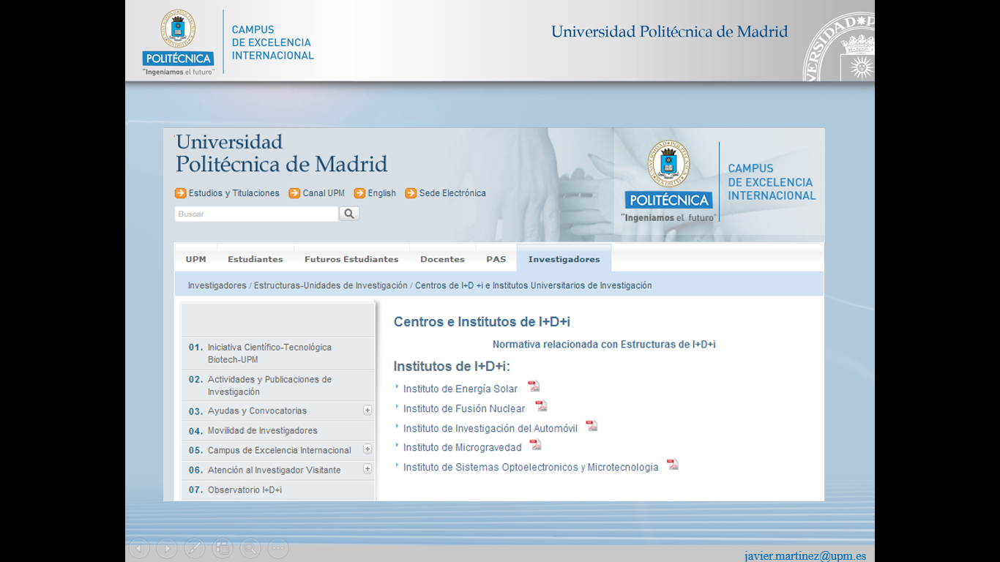 POLITÉCNICA
"Ingeniamos el futuro"
CAMPUS
DE EXCELENCIA
INTERNACIONAL
Universidad Politécnica de Madrid
Universidad
Politécnica de Madrid
Estudios y Titulaciones Canal UPM English Sede Electrónica
Buscar
POLITÉCNICA
"Ingeniamos el futuro"
CAMPUS
DE EXCELENCIA
INTERNACIONAL
UPM Estudiantes Futuros Estudiantes Docentes PAS Investigadores
Investigadores / Estructuras-Unidades de Investigación / Centros de I+D +i e Institutos Universitarios de Investigación
01. Iniciativa Científico-Tecnológica
Biotech-UPM
02. Actividades y Publicaciones de
Investigación
03. Ayudas y Convocatorias
04. Movilidad de Investigadores
05. Campus de Excelencia Internacional
06. Atención al Investigador Visitante
07. Observatorio I+D+i
Centros e Institutos de I+D+i
Normativa relacionada con Estructuras de I+D+i
Institutos de I+D+i:
Instituto de Energía Solar
Instituto de Fusión Nuclear
Instituto de Investigación del Automóvil
Instituto de Microgravedad
Instituto de Sistemas Optoelectronicos y Microtecnologia
javier.martinez@upm.es